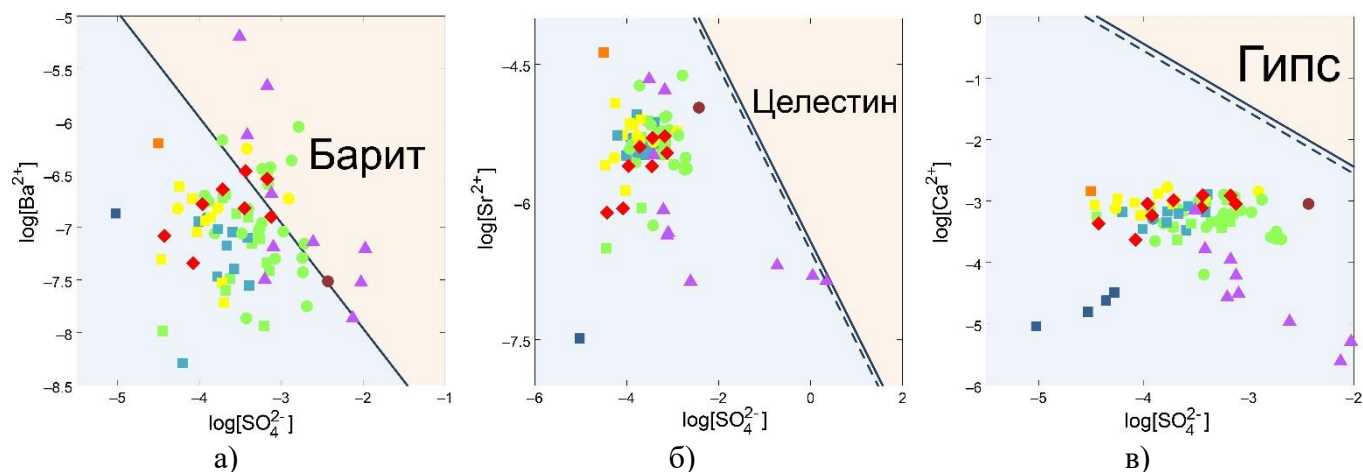 −5
−5.5
−6
−6.5
−7
−7.5
−8
−8.5
log[Ba²⁺]
Барит
−5
−4
−3
−2
−1
log[SO₄²⁻]
а)
−4.5
−6
−7.5
log[Sr²⁺]
Целестин
−6
−4
−2
0
2
log[SO₄²⁻]
б)
0
−1
−2
−3
−4
−5
−6
log[Ca²⁺]
Гипс
−5
−4
−3
−2
log[SO₄²⁻]
в)